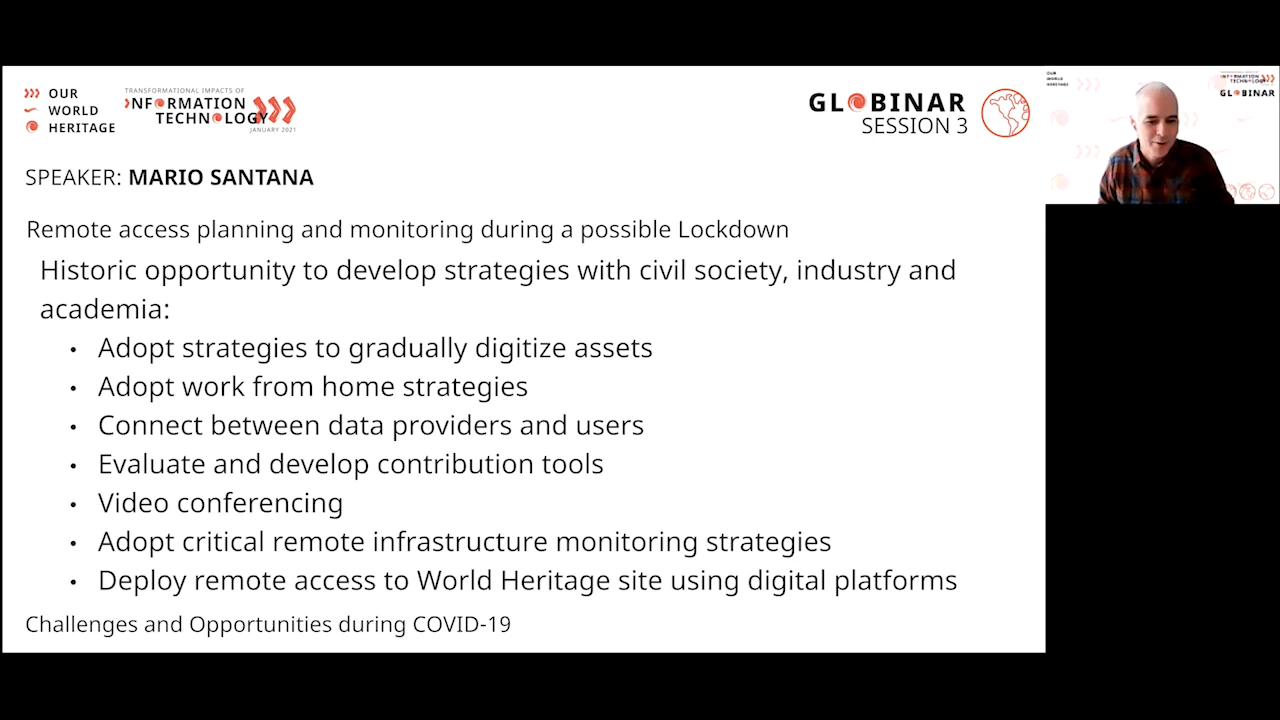 OUR
WORLD
HERITAGE
TRANSFORMATIONAL IMPACTS OF
INFORMATION
TECHNOLOGY
JANUARY 2021
GLOBINAR
SESSION 3
SPEAKER: MARIO SANTANA
Remote access planning and monitoring during a possible Lockdown
Historic opportunity to develop strategies with civil society, industry and
academia:
• Adopt strategies to gradually digitize assets
• Adopt work from home strategies
• Connect between data providers and users
• Evaluate and develop contribution tools
• Video conferencing
• Adopt critical remote infrastructure monitoring strategies
• Deploy remote access to World Heritage site using digital platforms
Challenges and Opportunities during COVID-19
OUR
WORLD
HERITAGE
INFORMATION
TECHNOLOGY
GLOBINAR